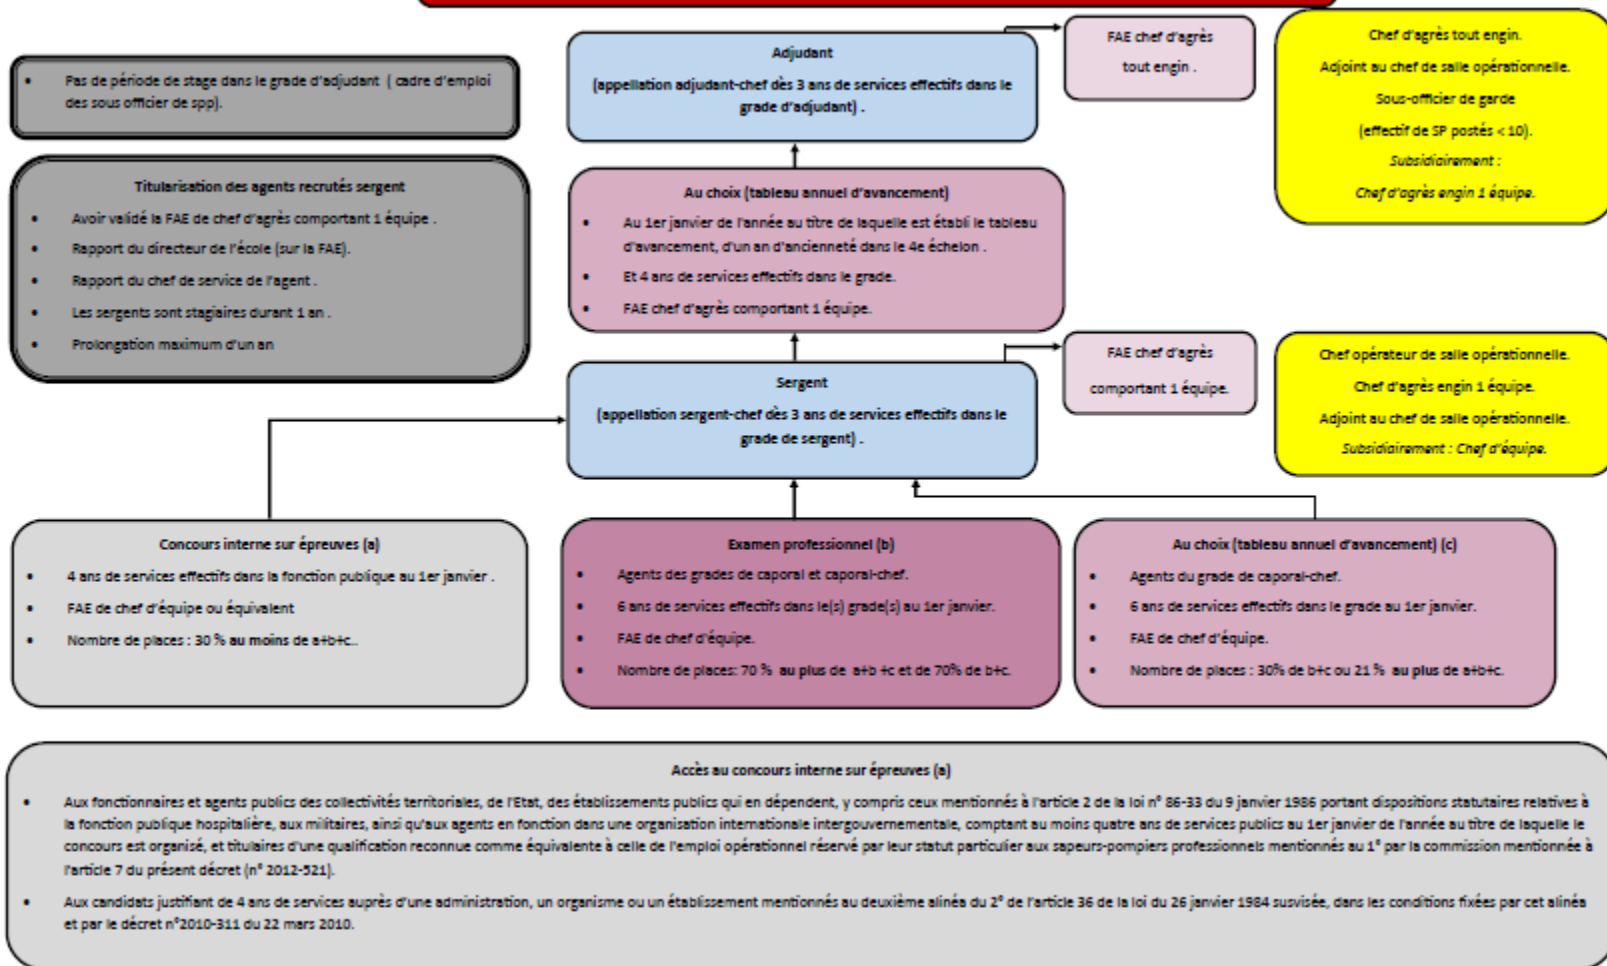 Adjudant
(appellation adjudant-chef dès 3 ans de services effectifs dans le
grade d'adjudant) .
FAE chef d'agrès
tout engin .
Chef d'agrès tout engin.
Adjoint au chef de salle opérationnelle.
Sous-officier de garde
(effectif de SP postés < 10).
Subsidiairement :
Chef d'agrès engin 1 équipe.
• Pas de période de stage dans le grade d'adjudant ( cadre d'emploi
des sous officier de spp).
Titularisation des agents recrutés sergent
• Avoir validé la FAE de chef d'agrès comportant 1 équipe .
• Rapport du directeur de l'école (sur la FAE).
• Rapport du chef de service de l'agent .
• Les sergents sont stagiaires durant 1 an .
• Prolongation maximum d'un an
Au choix (tableau annuel d'avancement)
• Au 1er janvier de l'année au titre de laquelle est établi le tableau
d'avancement, d'un an d'ancienneté dans le 4e échelon .
• Et 4 ans de services effectifs dans le grade.
• FAE chef d'agrès comportant 1 équipe.
Sergent
(appellation sergent-chef dès 3 ans de services effectifs dans le
grade de sergent) .
FAE chef d'agrès
comportant 1 équipe.
Chef opérateur de salle opérationnelle.
Chef d'agrès engin 1 équipe.
Adjoint au chef de salle opérationnelle.
Subsidiairement : Chef d'équipe.
Concours interne sur épreuves (a)
• 4 ans de services effectifs dans la fonction publique au 1er janvier .
• FAE de chef d'équipe ou équivalent
• Nombre de places : 30 % au moins de a+b+c..
Examen professionnel (b)
• Agents des grades de caporal et caporal-chef.
• 6 ans de services effectifs dans le(s) grade(s) au 1er janvier.
• FAE de chef d'équipe.
• Nombre de places: 70 % au plus de a+b +c et de 70% de b+c.
Au choix (tableau annuel d'avancement) (c)
• Agents du grade de caporal-chef.
• 6 ans de services effectifs dans le grade au 1er janvier.
• FAE de chef d'équipe.
• Nombre de places : 30% de b+c ou 21 % au plus de a+b+c.
Accès au concours interne sur épreuves (a)
• Aux fonctionnaires et agents publics des collectivités territoriales, de l'Etat, des établissements publics qui en dépendent, y compris ceux mentionnés à l'article 2 de la loi n° 86-33 du 9 janvier 1986 portant dispositions statutaires relatives à
la fonction publique hospitalière, aux militaires, ainsi qu'aux agents en fonction dans une organisation internationale intergouvernementale, comptant au moins quatre ans de services publics au 1er janvier de l'année au titre de laquelle le
concours est organisé, et titulaires d'une qualification reconnue comme équivalente à celle de l'emploi opérationnel réservé par leur statut particulier aux sapeurs-pompiers professionnels mentionnés au 1° par la commission mentionnée à
l'article 7 du présent décret (n° 2012-521).
• Aux candidats justifiant de 4 ans de services auprès d'une administration, un organisme ou un établissement mentionnés au deuxième alinéa du 2° de l'article 36 de la loi du 26 janvier 1984 susvisée, dans les conditions fixées par cet alinéa
et par le décret n°2010-311 du 22 mars 2010.